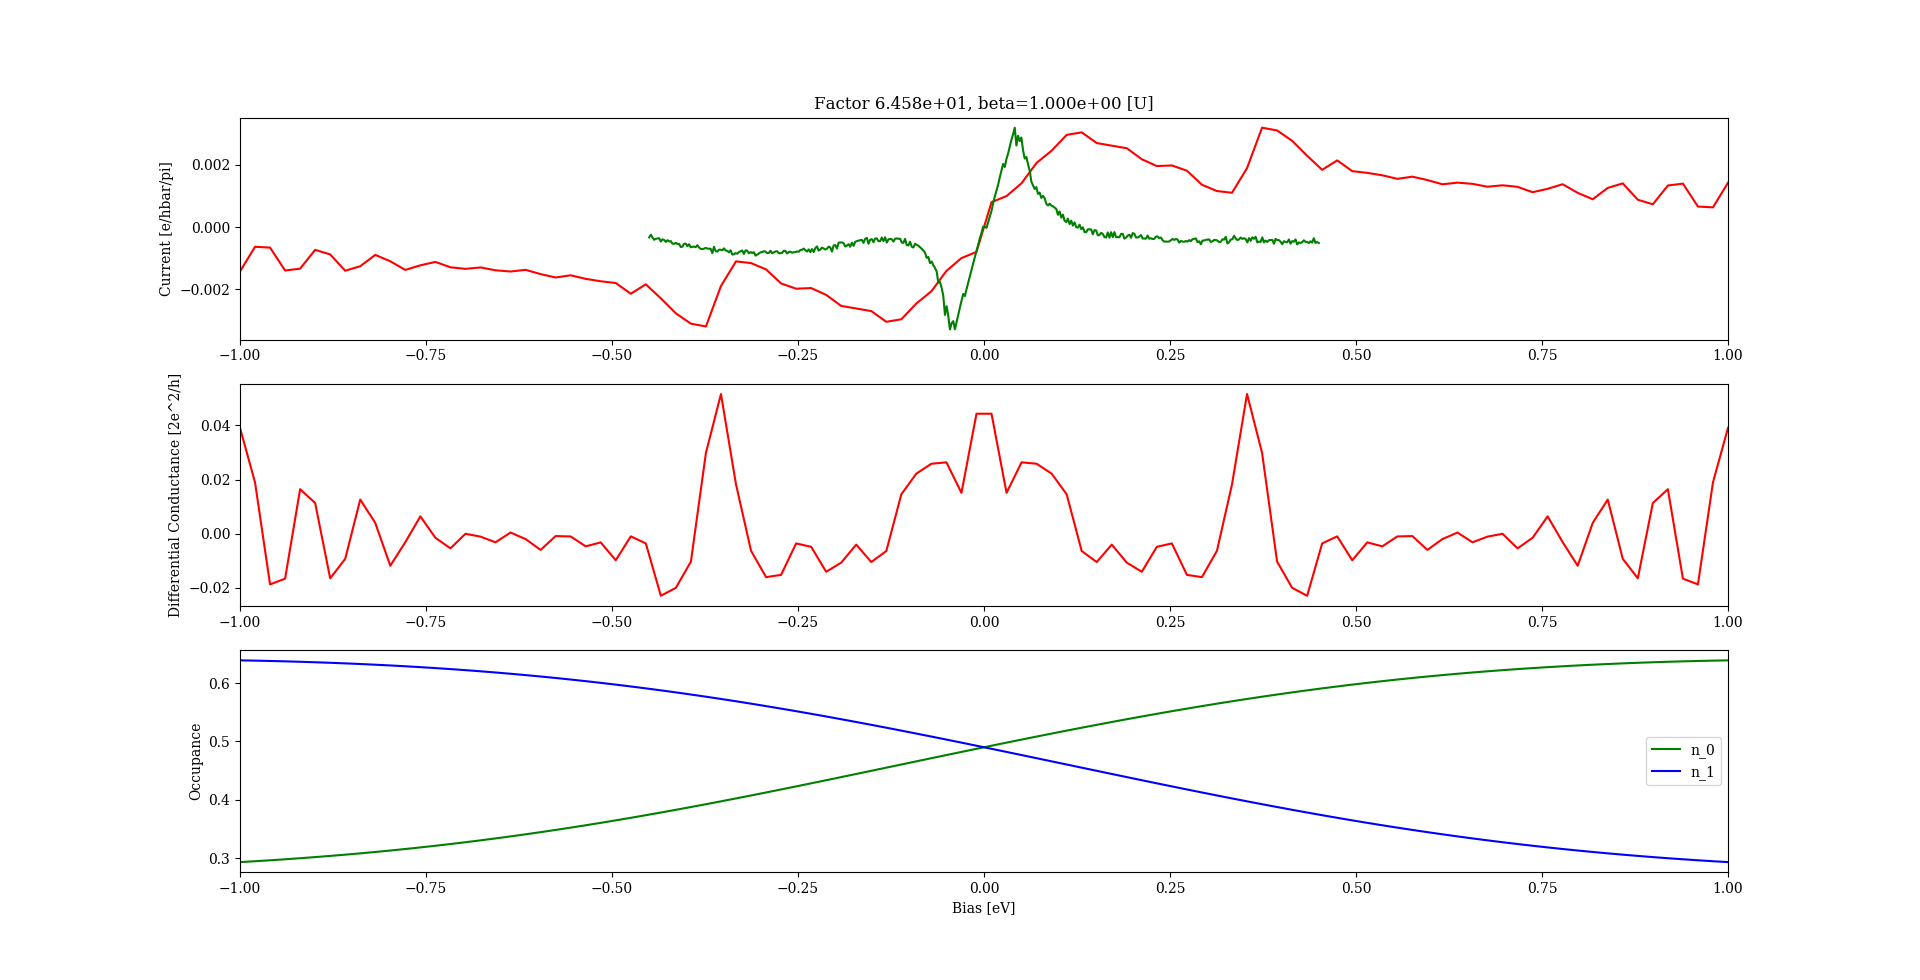 Factor 6.458e+01, beta=1.000e+00 [U]
Current [e/hbar/pi]
0.002
0.000
−0.002
−1.00 −0.75 −0.50 −0.25 0.00 0.25 0.50 0.75 1.00
Differential Conductance [2e^2/h]
0.04
0.02
0.00
−0.02
−1.00 −0.75 −0.50 −0.25 0.00 0.25 0.50 0.75 1.00
Occupance
0.6
0.5
0.4
0.3
n_0
n_1
−1.00 −0.75 −0.50 −0.25 0.00 0.25 0.50 0.75 1.00
Bias [eV]